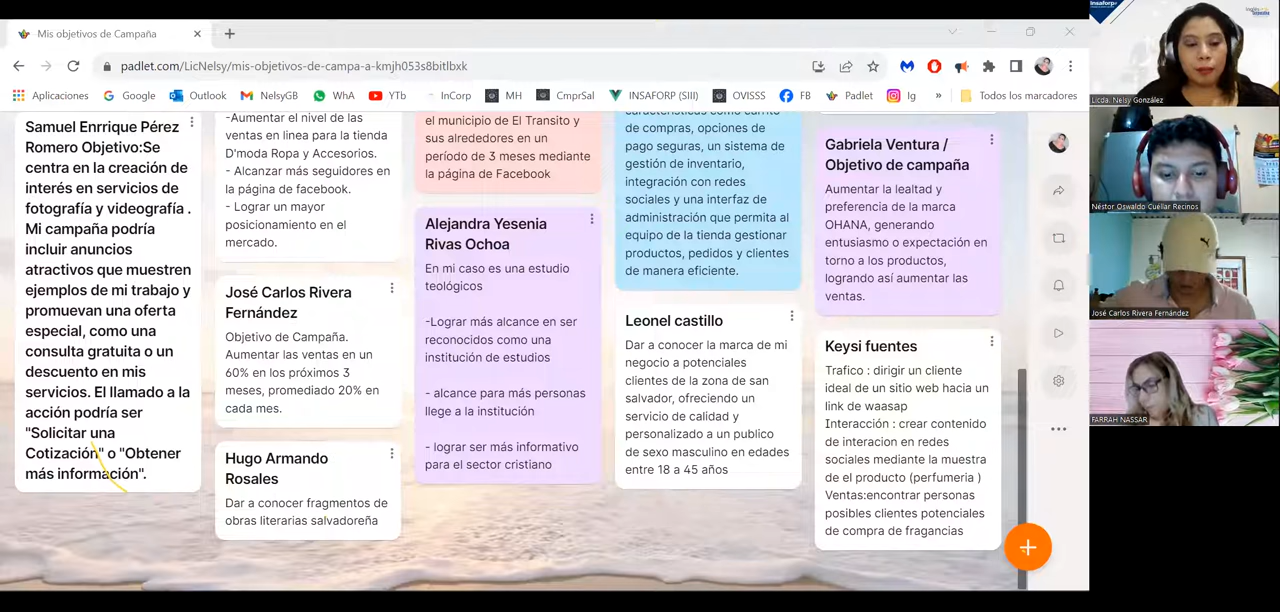 Mis objetivos de Campaña
padlet.com/LicNelsy/mis-objetivos-de-campa-a-kmjh053s8bitlbxk
Aplicaciones Google Outlook NelsyGB WhA YTb InCorp MH CmprSal INSAFORP (SIII) OVISSS FB Padlet Ig » Todos los marcadores
Samuel Enrrique Pérez
Romero Objetivo:Se
centra en la creación de
interés en servicios de
fotografía y videografía .
Mi campaña podría
incluir anuncios
atractivos que muestren
ejemplos de mi trabajo y
promuevan una oferta
especial, como una
consulta gratuita o un
descuento en mis
servicios. El llamado a la
acción podría ser
"Solicitar una
Cotización" o "Obtener
más información".
-Aumentar el nivel de las
ventas en linea para la tienda
D'moda Ropa y Accesorios.
- Alcanzar más seguidores en
la página de facebook.
- Lograr un mayor
posicionamiento en el
mercado.
José Carlos Rivera
Fernández
Objetivo de Campaña.
Aumentar las ventas en un
60% en los próximos 3
meses, promediado 20% en
cada mes.
Hugo Armando
Rosales
Dar a conocer fragmentos de
obras literarias salvadoreña
el municipio de El Transito y
sus alrededores en un
período de 3 meses mediante
la página de Facebook
Alejandra Yesenia
Rivas Ochoa
En mi caso es una estudio
teológicos
-Lograr más alcance en ser
reconocidos como una
institución de estudios
- alcance para más personas
llege a la institución
- lograr ser más informativo
para el sector cristiano
características como carrito
de compras, opciones de
pago seguras, un sistema de
gestión de inventario,
integración con redes
sociales y una interfaz de
administración que permita al
equipo de la tienda gestionar
productos, pedidos y clientes
de manera eficiente.
Leonel castillo
Dar a conocer la marca de mi
negocio a potenciales
clientes de la zona de san
salvador, ofreciendo un
servicio de calidad y
personalizado a un publico
de sexo masculino en edades
entre 18 a 45 años
Gabriela Ventura /
Objetivo de campaña
Aumentar la lealtad y
preferencia de la marca
OHANA, generando
entusiasmo o expectación en
torno a los productos,
logrando así aumentar las
ventas.
Keysi fuentes
Trafico : dirigir un cliente
ideal de un sitio web hacia un
link de waasap
Interacción : crear contenido
de interacion en redes
sociales mediante la muestra
de el producto (perfumeria )
Ventas:encontrar personas
posibles clientes potenciales
de compra de fragancias
Insaforp
Licda. Nelsy González
Néstor Oswaldo Cuellar Recinos
José Carlos Rivera Fernández
FARRAH NASSAR